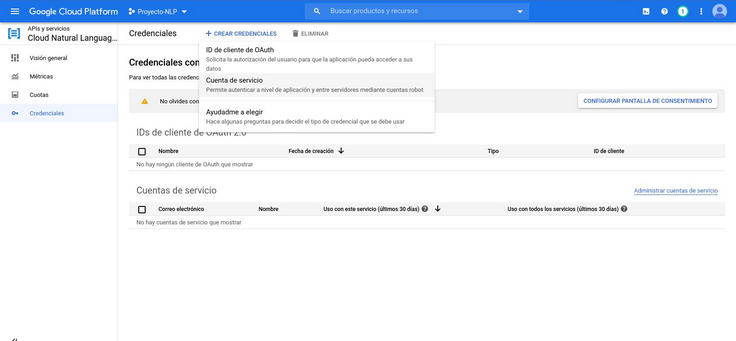 Google Cloud Platform
Proyecto-NLP
Buscar productos y recursos
1
APIs y servicios
Cloud Natural Languag...
Credenciales
+ CREAR CREDENCIALES
ELIMINAR
Visión general
Métricas
Cuotas
Credenciales
ID de cliente de OAuth
Solicita la autorización del usuario para que la aplicación pueda acceder a sus
datos
Cuenta de servicio
Permite autenticar a nivel de aplicación y entre servidores mediante cuentas robot
Ayudadme a elegir
Hace algunas preguntas para decidir el tipo de credencial que se debe usar
Credenciales con
Para ver todas las credenc
No olvides con
CONFIGURAR PANTALLA DE CONSENTIMIENTO
IDs de cliente de OAuth 2.0
Nombre Fecha de creación Tipo ID de cliente
No hay ningún cliente de OAuth que mostrar
Cuentas de servicio
Administrar cuentas de servicio
Correo electrónico Nombre Uso con este servicio (últimos 30 días) Uso con todos los servicios (últimos 30 días)
No hay cuentas de servicio que mostrar